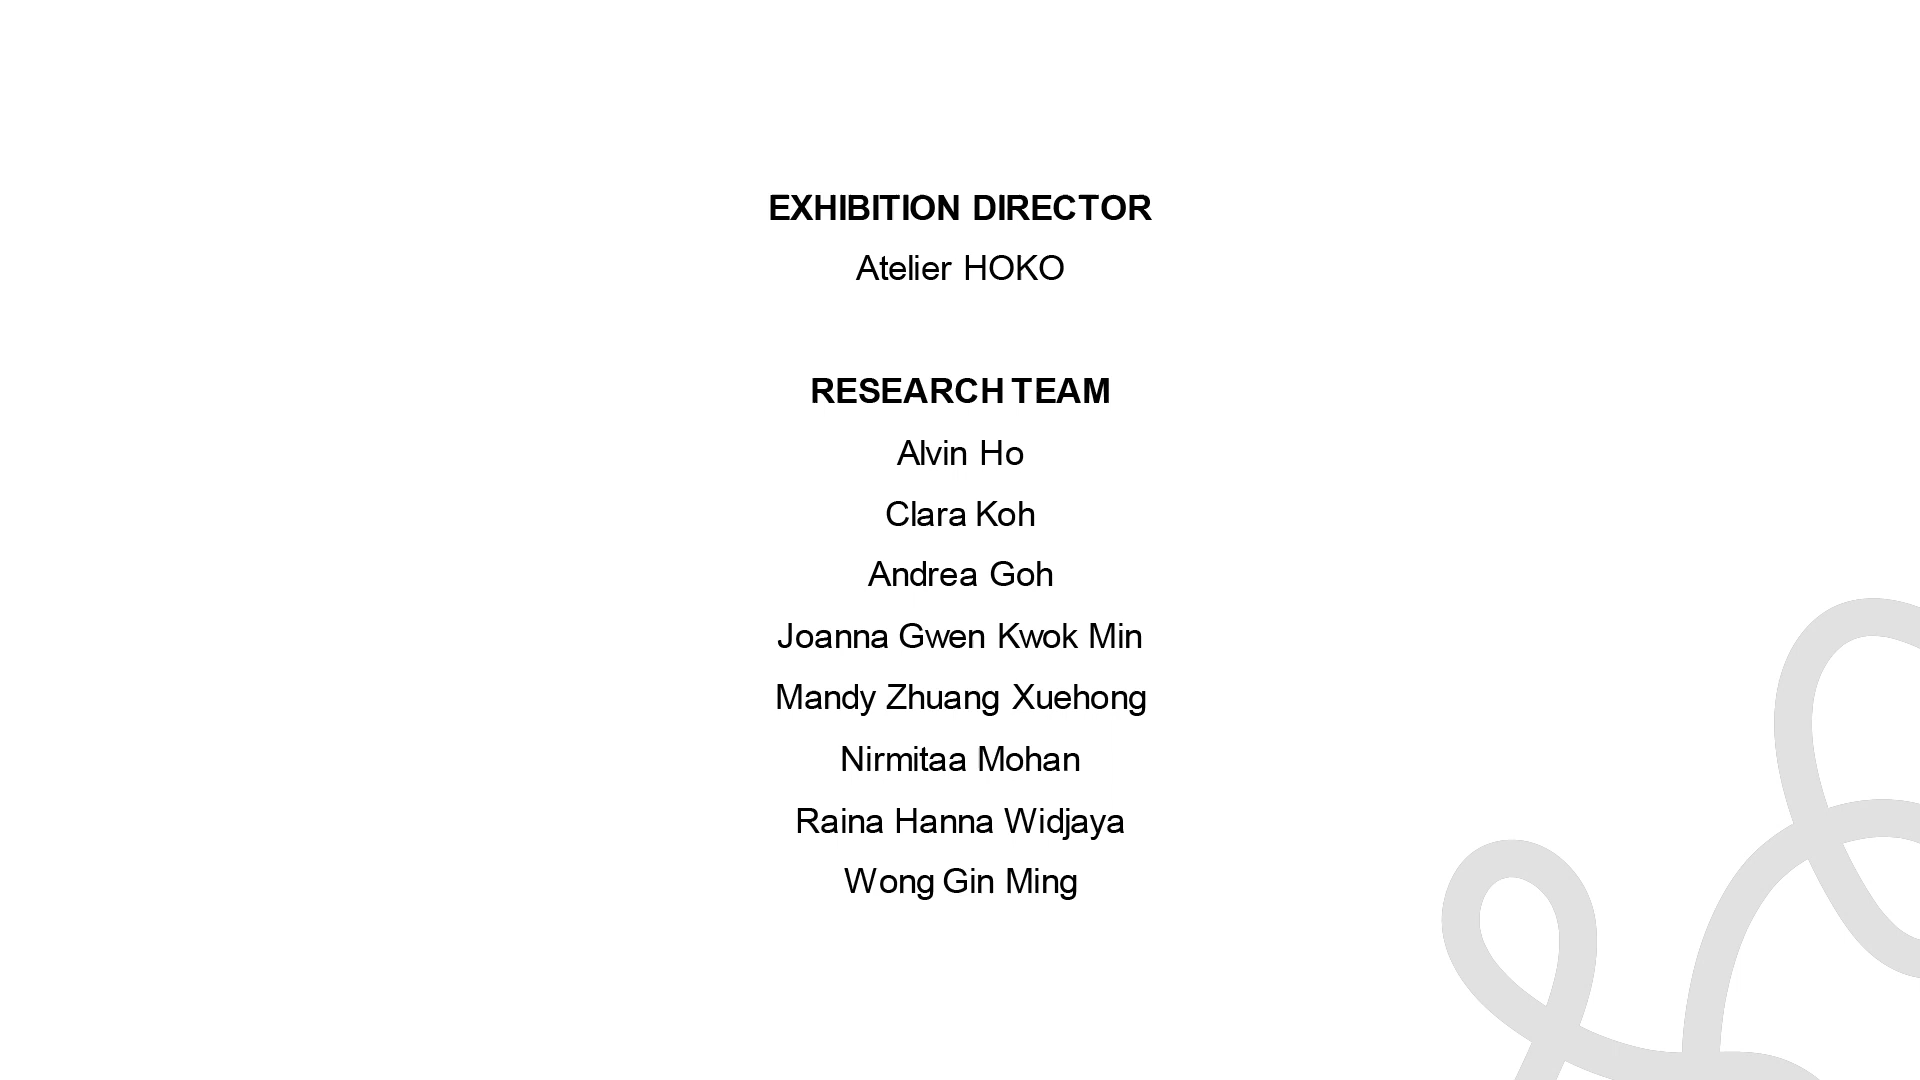 EXHIBITION DIRECTOR
Atelier HOKO
RESEARCH TEAM
Alvin Ho
Clara Koh
Andrea Goh
Joanna Gwen Kwok Min
Mandy Zhuang Xuehong
Nirmitaa Mohan
Raina Hanna Widjaya
Wong Gin Ming